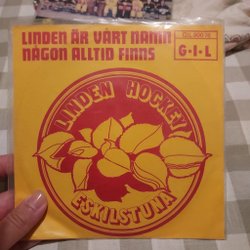 LINDEN ÄR VÅRT NAMN
NÅGON ALLTID FINNS
G-I-L
LINDEN HOCKEY
ESKILSTUNA